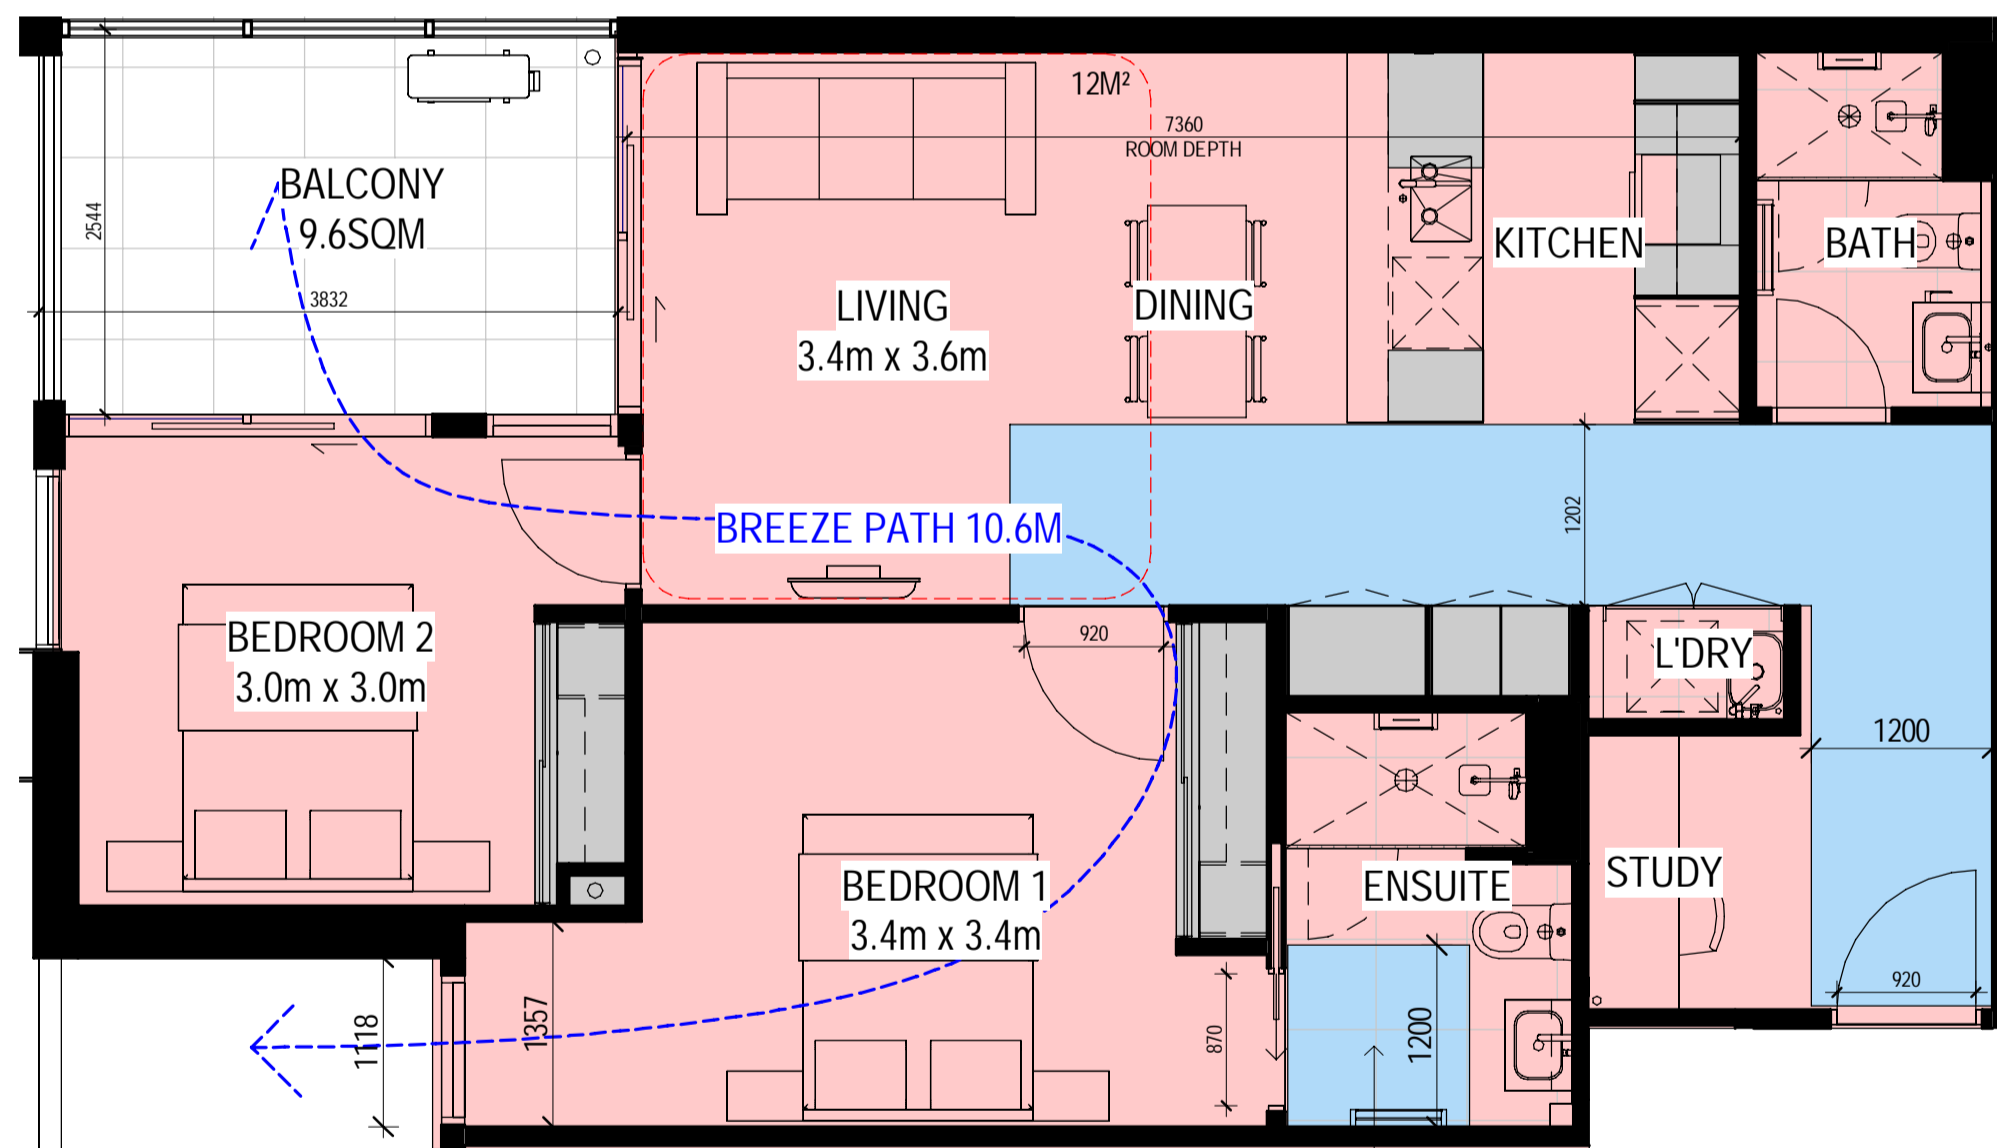 12M²
7360
ROOM DEPTH
BALCONY
9.6SQM
2544
3832
LIVING
3.4m x 3.6m
DINING
KITCHEN
BATH
BREEZE PATH 10.6M
1202
BEDROOM 2
3.0m x 3.0m
920
L'DRY
1200
BEDROOM 1
3.4m x 3.4m
ENSUITE
STUDY
920
1118
1357
870
1200